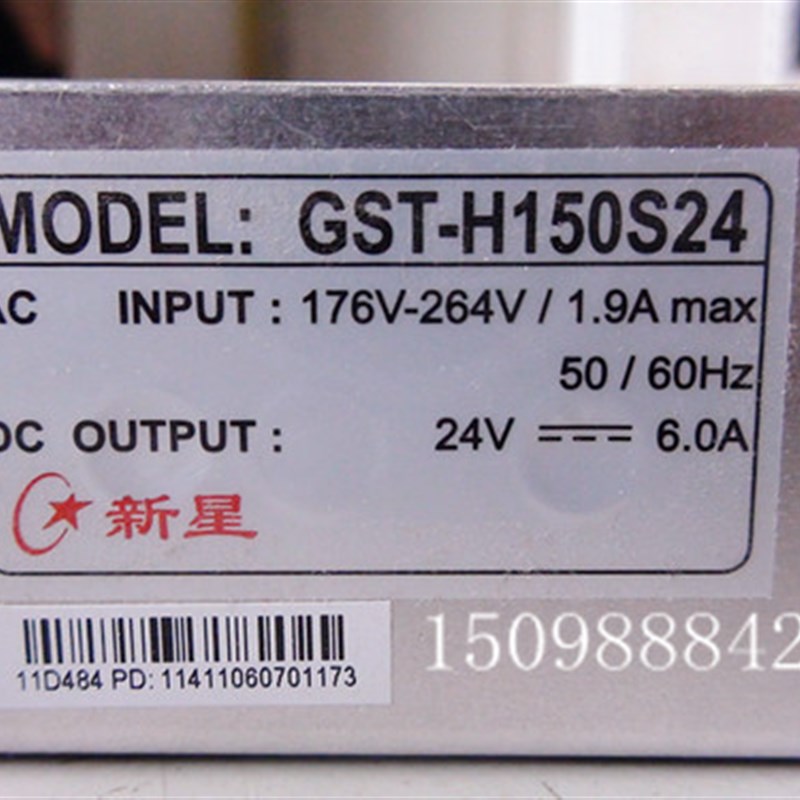 MODEL: GST-H150S24
AC INPUT : 176V-264V / 1.9A max
50 / 60Hz
DC OUTPUT : 24V 6.0A
新星
11D484 PD: 11411060701173
150988842